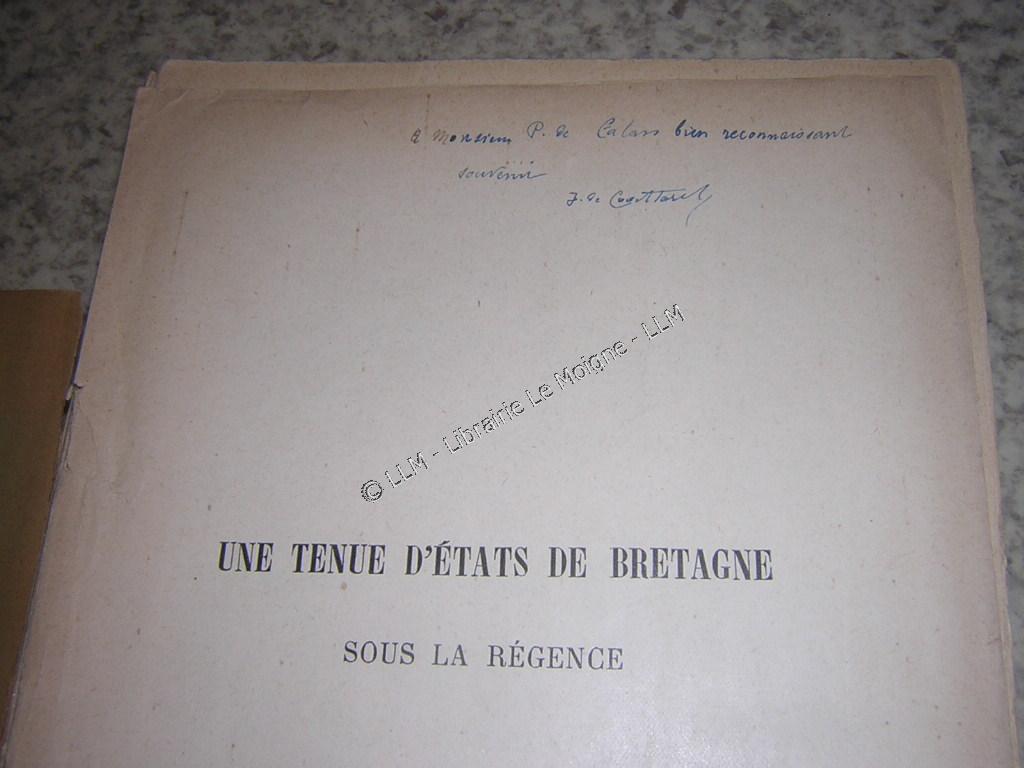 A Monsieur P. de Calan bien reconnaissant
souvenir
J. de
© LLM - Librairie Le Moigne - LLM
UNE TENUE D'ÉTATS DE BRETAGNE
SOUS LA RÉGENCE